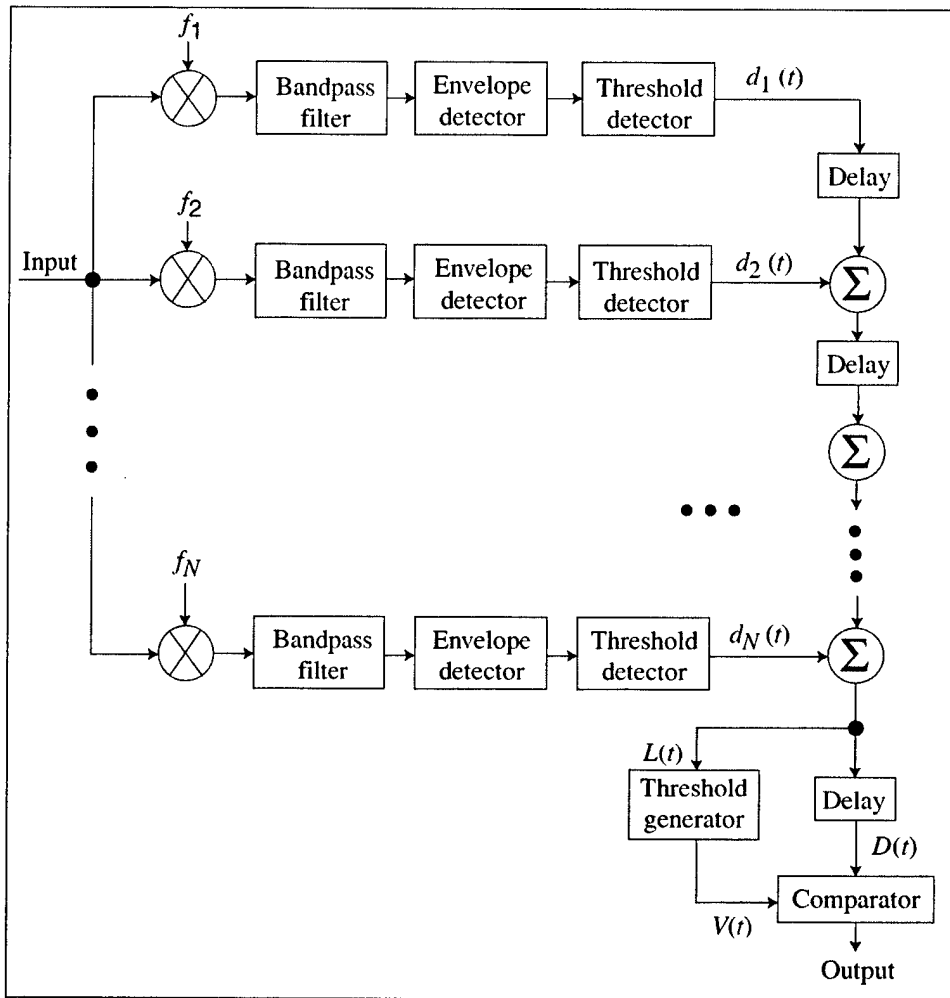 f1
Bandpass filter
Envelope detector
Threshold detector
d1 (t)
Delay
f2
Input
Bandpass filter
Envelope detector
Threshold detector
d2 (t)
Σ
Delay
Σ
fN
Bandpass filter
Envelope detector
Threshold detector
dN (t)
Σ
L(t)
Threshold generator
Delay
D(t)
V(t)
Comparator
Output